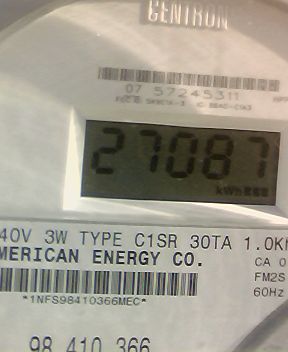 CENTRON
07 57245311
27087
kWh
40V 3W TYPE C1SR 30TA 1.0K
MERICAN ENERGY CO.
CA 0
FM2S
60Hz
*1NFS98410366MEC*
98 410 366